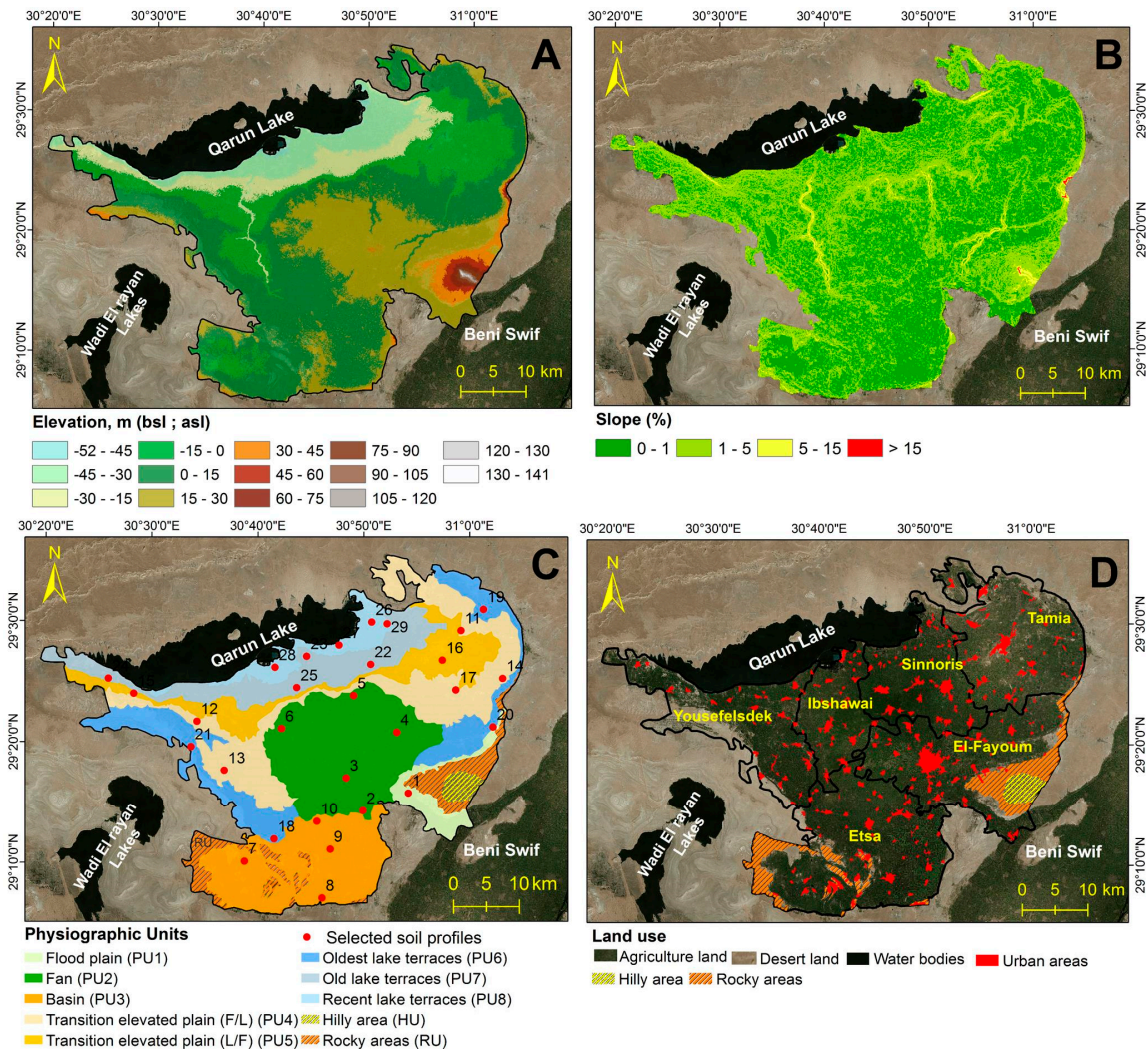 30°20'0"E 30°40'0"E 30°50'0"E 31°0'0"E
A
N
Qarun Lake
29°30'0"N
29°20'0"N
29°10'0"N
Wadi El rayan
Lakes
Beni Swif
0 5 10 km
Elevation, m (bsl ; asl)
-52 - -45
-45 - -30
-30 - -15
-15 - 0
0 - 15
15 - 30
30 - 45
45 - 60
60 - 75
75 - 90
90 - 105
105 - 120
120 - 130
130 - 141
30°20'0"E 30°30'0"E 30°40'0"E 30°50'0"E 31°0'0"E
B
N
Qarun Lake
29°30'0"N
29°20'0"N
29°10'0"N
Wadi El rayan
Lakes
Beni Swif
0 5 10 km
Slope (%)
0 - 1
1 - 5
5 - 15
> 15
30°20'0"E 30°40'0"E 30°50'0"E 31°0'0"E
C
N
Qarun Lake
29°30'0"N
29°20'0"N
29°10'0"N
19
26
11
29
28
22
16
25
14
17
5
12
6
4
20
21
13
3
1
2
10
18
9
RU
7
8
Wadi El rayan
Lakes
Beni Swif
0 5 10 km
Physiographic Units
Flood plain (PU1)
Fan (PU2)
Basin (PU3)
Transition elevated plain (F/L) (PU4)
Transition elevated plain (L/F) (PU5)
Selected soil profiles
Oldest lake terraces (PU6)
Old lake terraces (PU7)
Recent lake terraces (PU8)
Hilly area (HU)
Rocky areas (RU)
30°20'0"E 30°30'0"E 30°40'0"E 30°50'0"E 31°0'0"E
D
N
Qarun Lake
29°30'0"N
29°20'0"N
29°10'0"N
Tamia
Sinnoris
Ibshawai
Yousefelsdek
El-Fayoum
Etsa
Wadi El rayan
Lakes
Beni Swif
0 5 10 km
Land use
Agriculture land
Desert land
Water bodies
Urban areas
Hilly area
Rocky areas